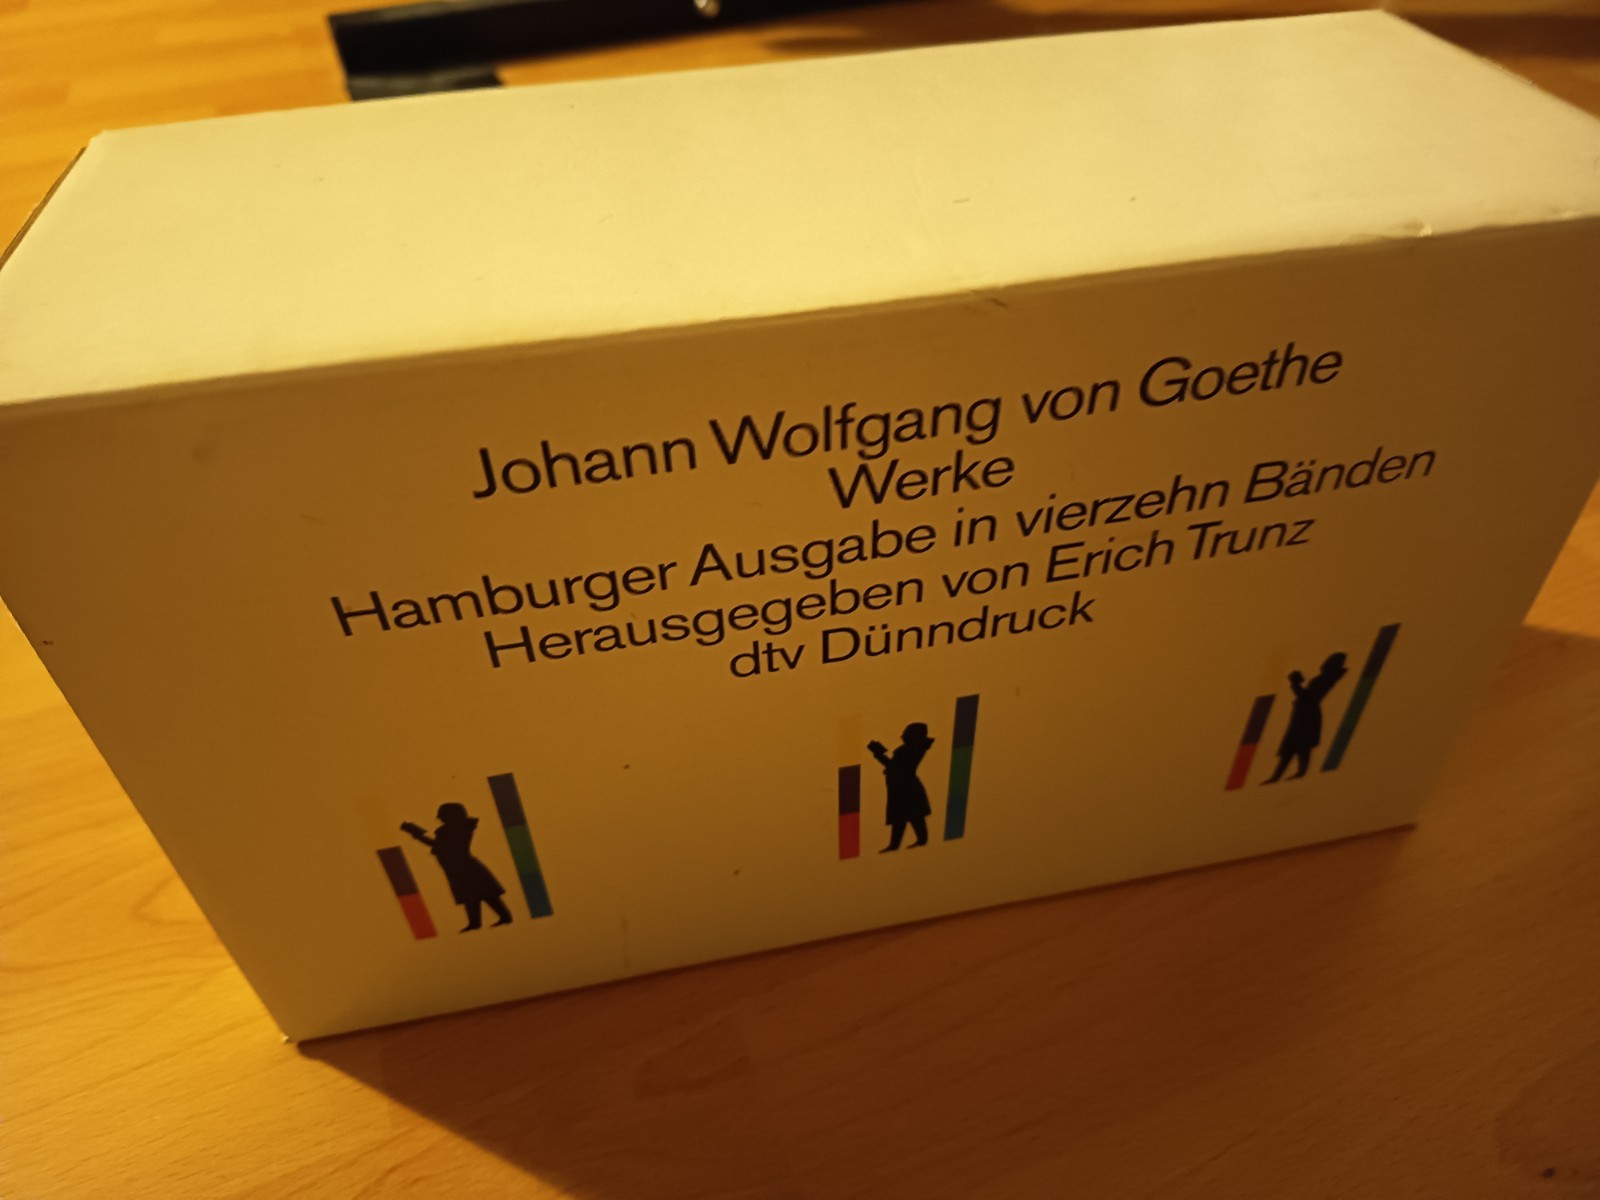 Johann Wolfgang von Goethe
Werke
Hamburger Ausgabe in vierzehn Bänden
Herausgegeben von Erich Trunz
dtv Dünndruck